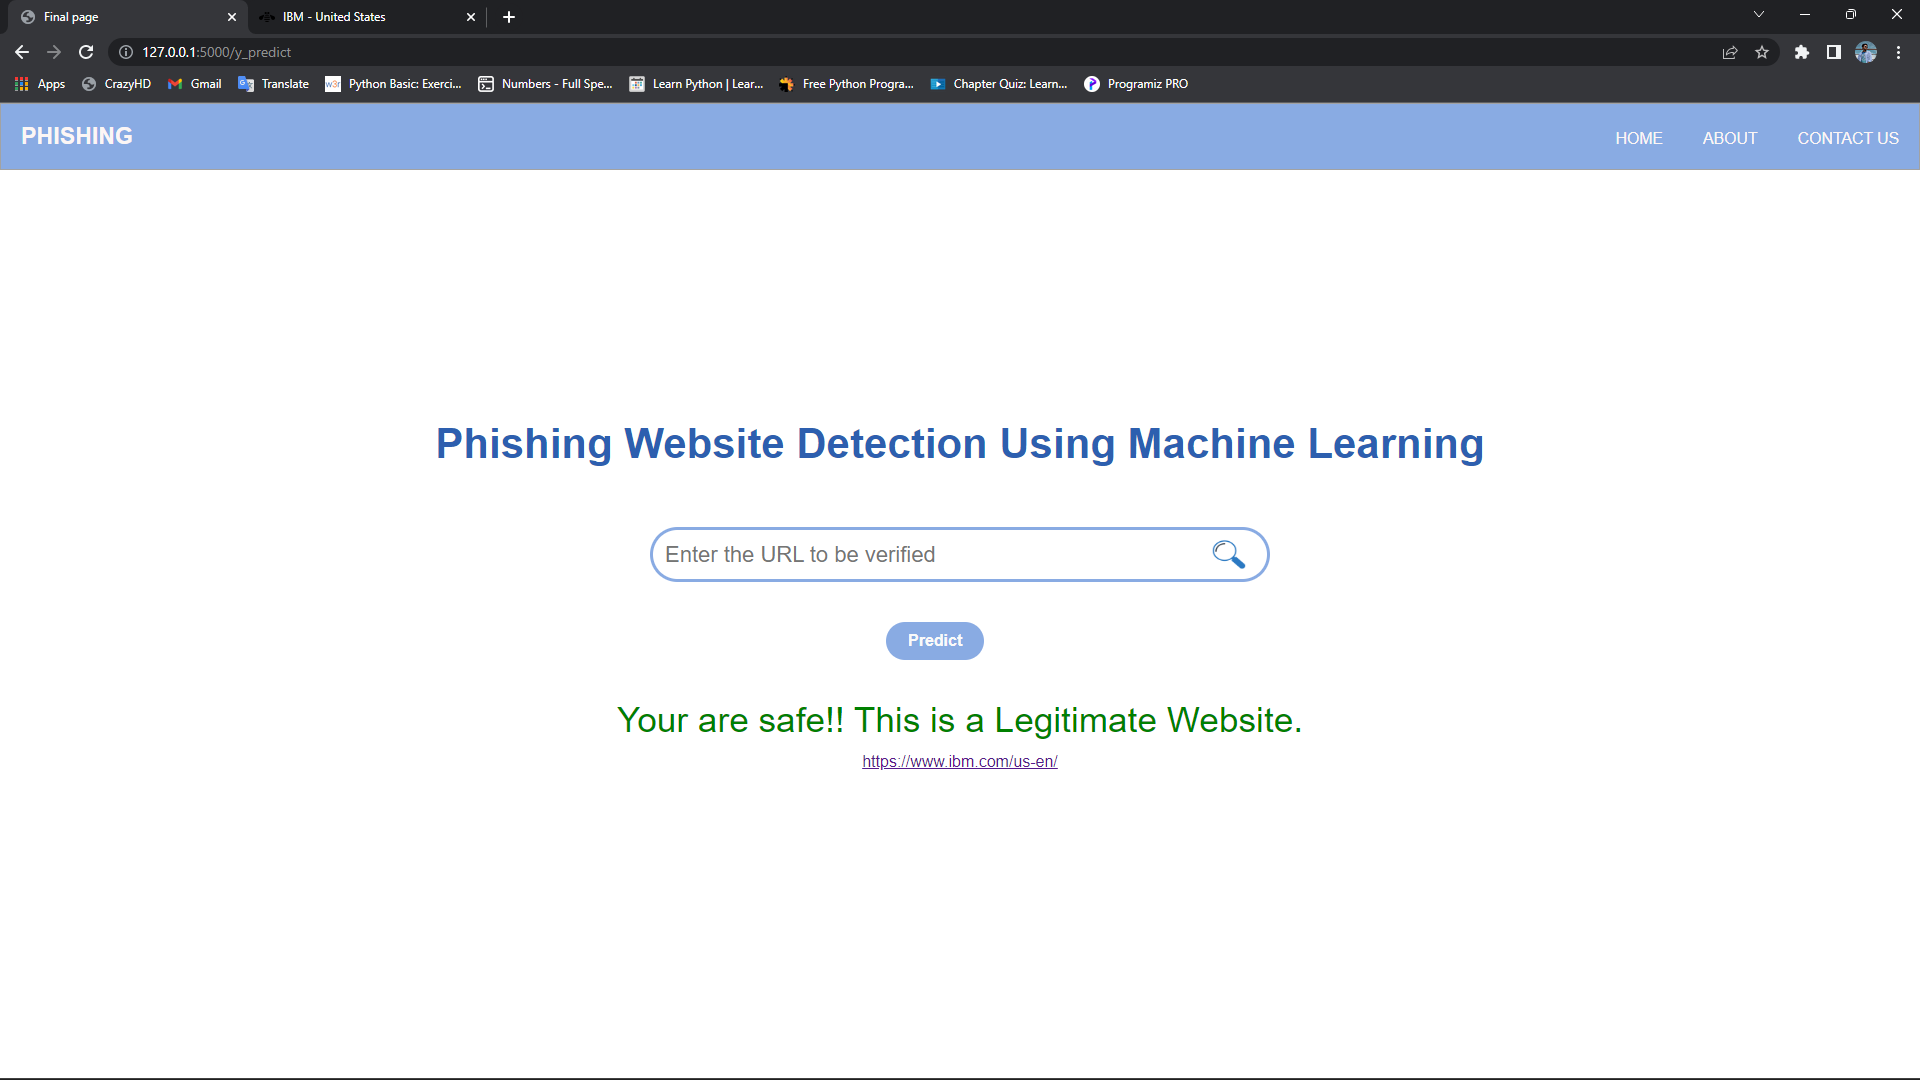 Final page
IBM - United States
127.0.0.1:5000/y_predict
Apps
CrazyHD
Gmail
Translate
w3r
Python Basic: Exerci...
Numbers - Full Spe...
Learn Python | Lear...
Free Python Progra...
Chapter Quiz: Learn...
Programiz PRO
PHISHING
HOME
ABOUT
CONTACT US
Phishing Website Detection Using Machine Learning
Enter the URL to be verified
Predict
Your are safe!! This is a Legitimate Website.
https://www.ibm.com/us-en/